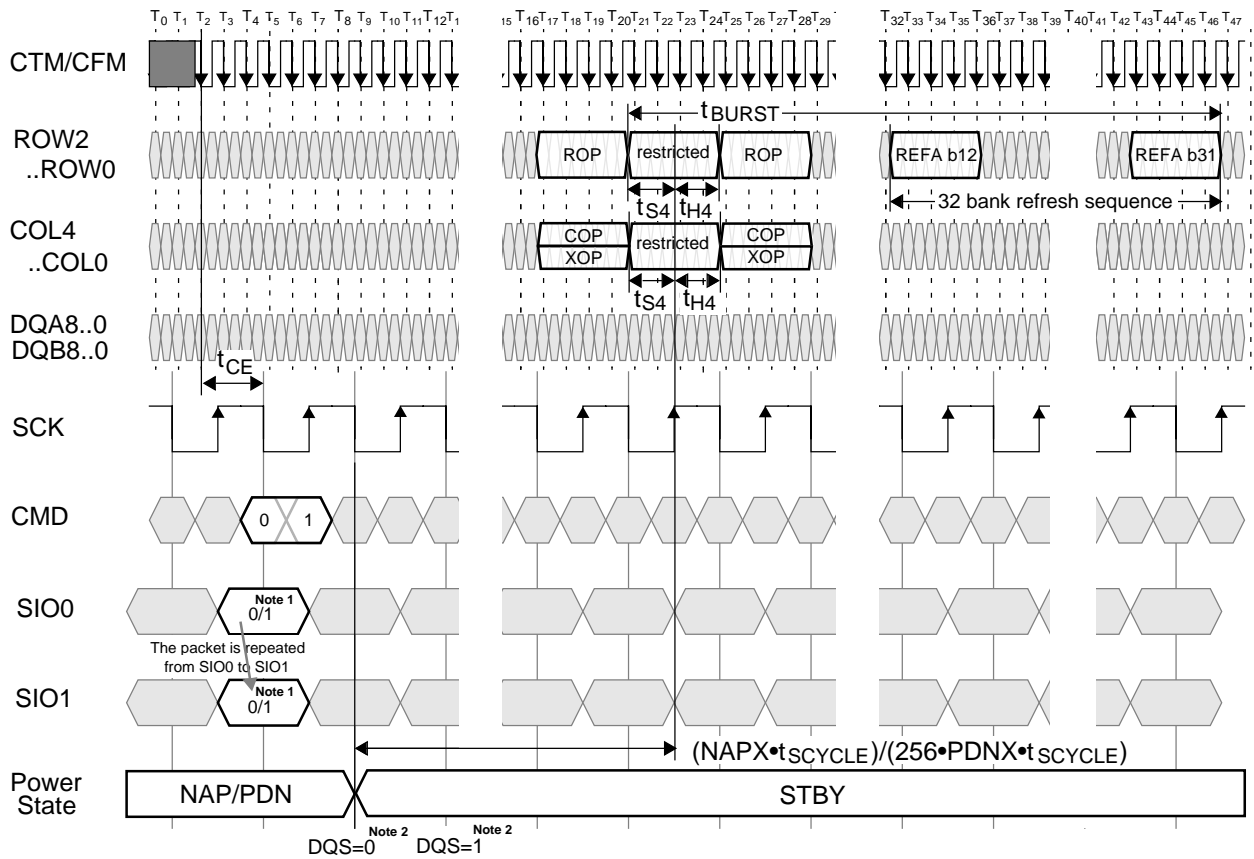 T0 T1 T2 T3 T4 T5 T6 T7 T8 T9 T10 T11 T12 T1 15 T16 T17 T18 T19 T20 T21 T22 T23 T24 T25 T26 T27 T28 T29 T32 T33 T34 T35 T36 T37 T38 T39 T40 T41 T42 T43 T44 T45 T46 T47
CTM/CFM
tBURST
ROW2
..ROW0
ROP restricted ROP REFA b12 REFA b31
tS4 tH4
32 bank refresh sequence
COL4
..COL0
COP restricted COP
XOP XOP
tS4 tH4
DQA8..0
DQB8..0
tCE
SCK
CMD
0 1
SIO0
Note 1
0/1
The packet is repeated
from SIO0 to SIO1
SIO1
Note 1
0/1
(NAPX•tSCYCLE)/(256•PDNX•tSCYCLE)
Power
State
NAP/PDN STBY
DQS=0 Note 2 DQS=1 Note 2